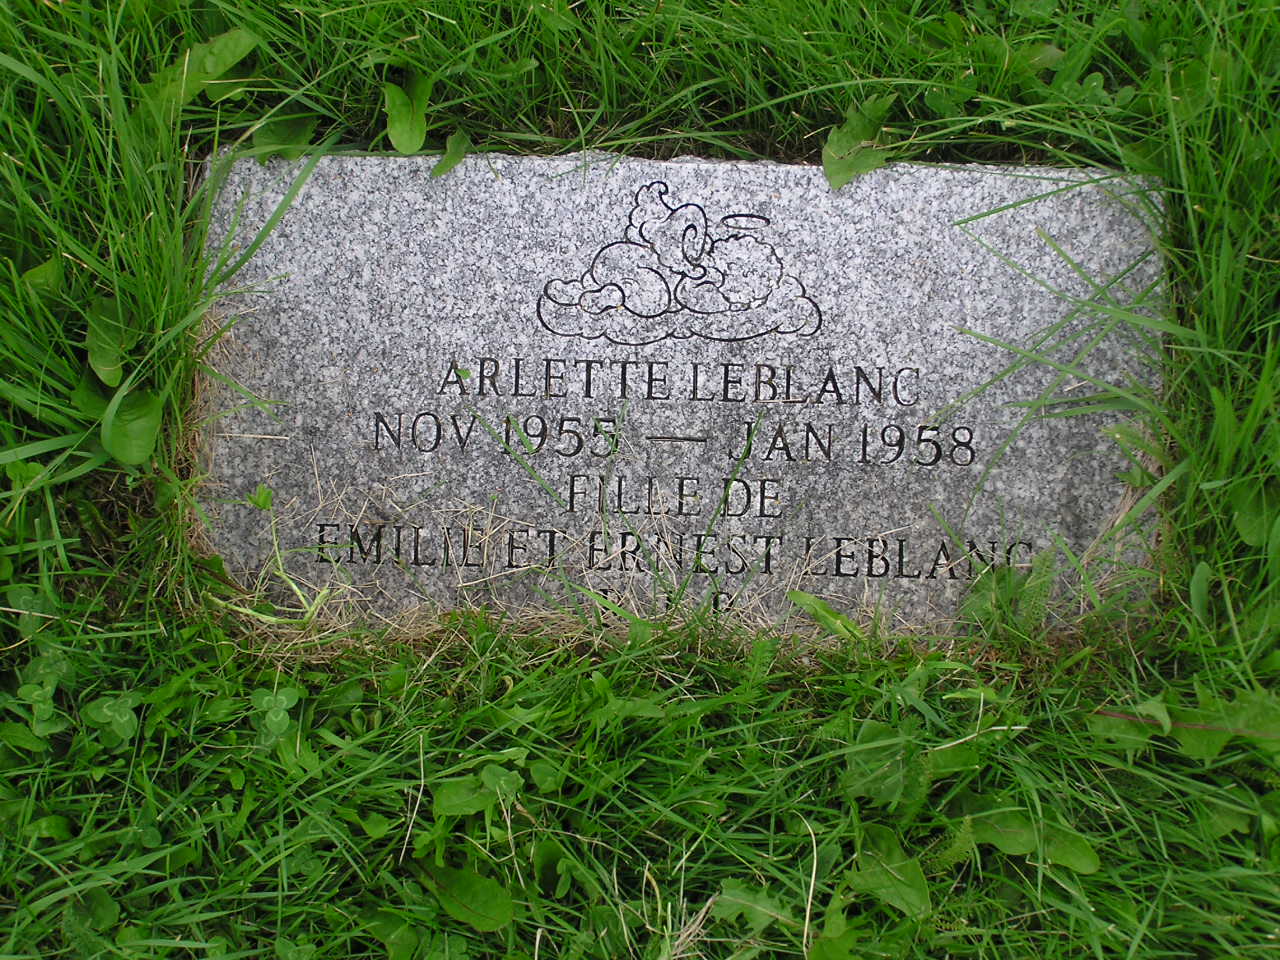 ARLETTE LEBLANC
NOV 1955 — JAN 1958
FILLE DE
EMILIE ET ERNEST LEBLANC